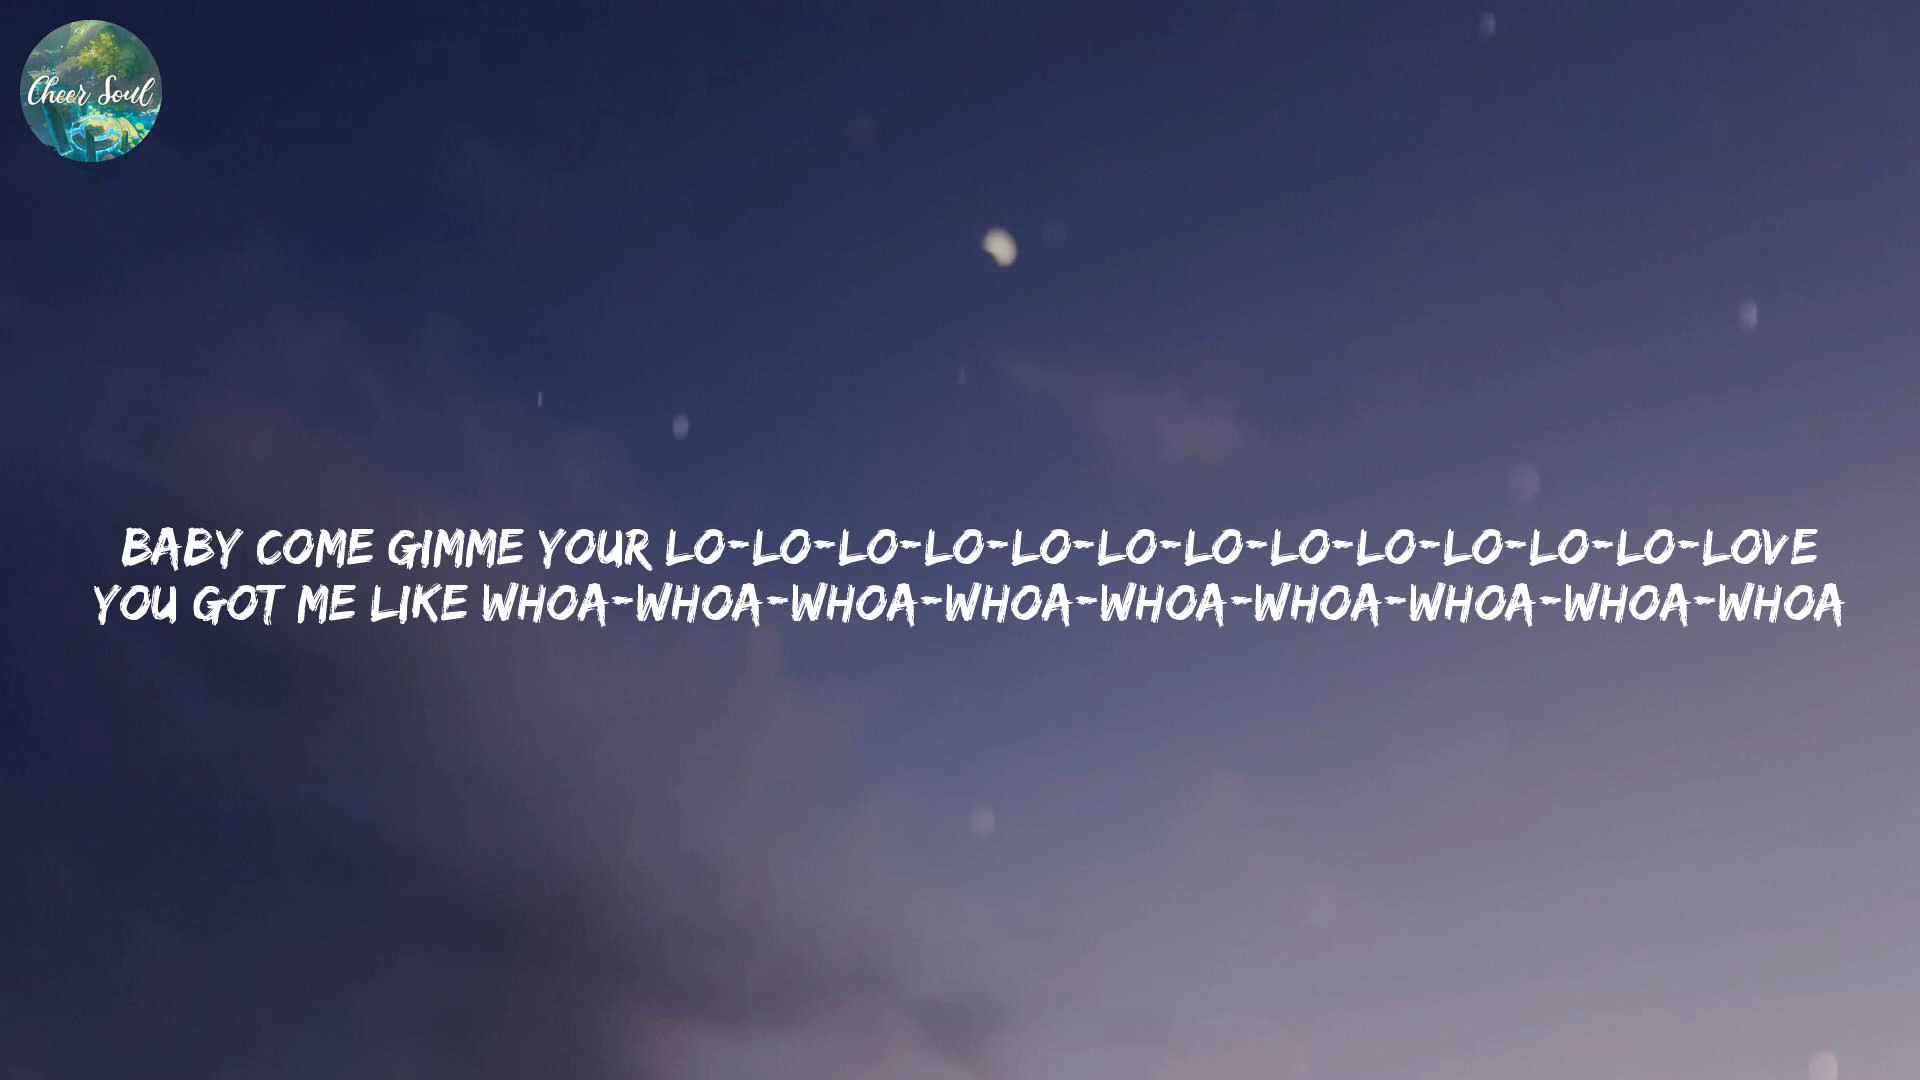 Cheer Soul
BABY COME GIMME YOUR LO-LO-LO-LO-LO-LO-LO-LO-LO-LO-LO-LO-LOVE
YOU GOT ME LIKE WHOA-WHOA-WHOA-WHOA-WHOA-WHOA-WHOA-WHOA-WHOA